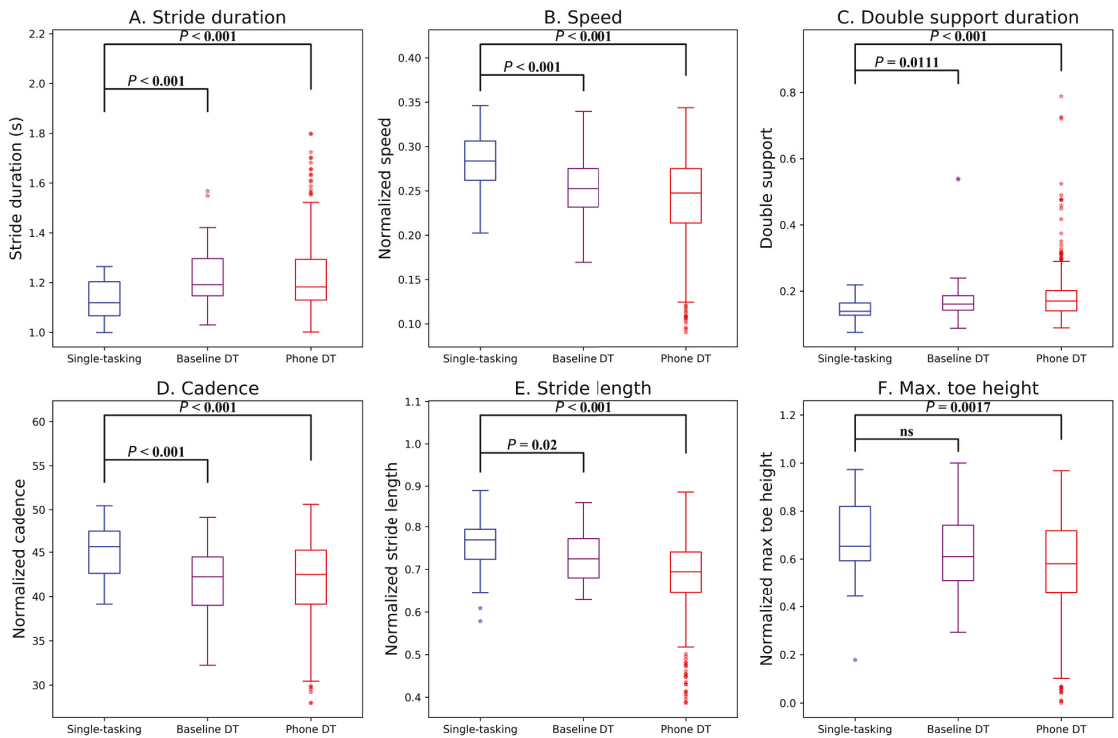 A. Stride duration
P < 0.001
P < 0.001
Stride duration (s)
2.2
2.0
1.8
1.6
1.4
1.2
1.0
Single-tasking
Baseline DT
Phone DT
B. Speed
P < 0.001
P < 0.001
Normalized speed
0.40
0.35
0.30
0.25
0.20
0.15
0.10
Single-tasking
Baseline DT
Phone DT
C. Double support duration
P < 0.001
P = 0.0111
Double support
0.8
0.6
0.4
0.2
Single-tasking
Baseline DT
Phone DT
D. Cadence
P < 0.001
P < 0.001
Normalized cadence
60
55
50
45
40
35
30
Single-tasking
Baseline DT
Phone DT
E. Stride length
P < 0.001
P = 0.02
Normalized stride length
1.1
1.0
0.9
0.8
0.7
0.6
0.5
0.4
Single-tasking
Baseline DT
Phone DT
F. Max. toe height
P = 0.0017
ns
Normalized max toe height
1.2
1.0
0.8
0.6
0.4
0.2
0.0
Single-tasking
Baseline DT
Phone DT